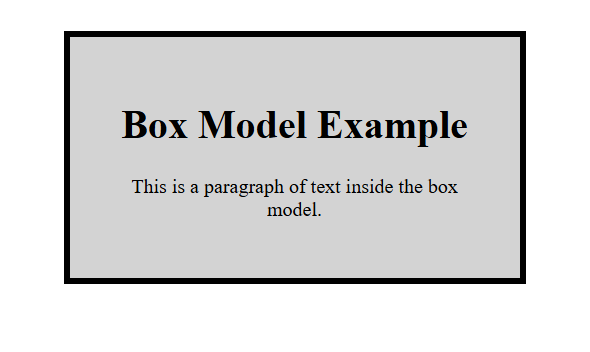 Box Model Example
This is a paragraph of text inside the box
model.